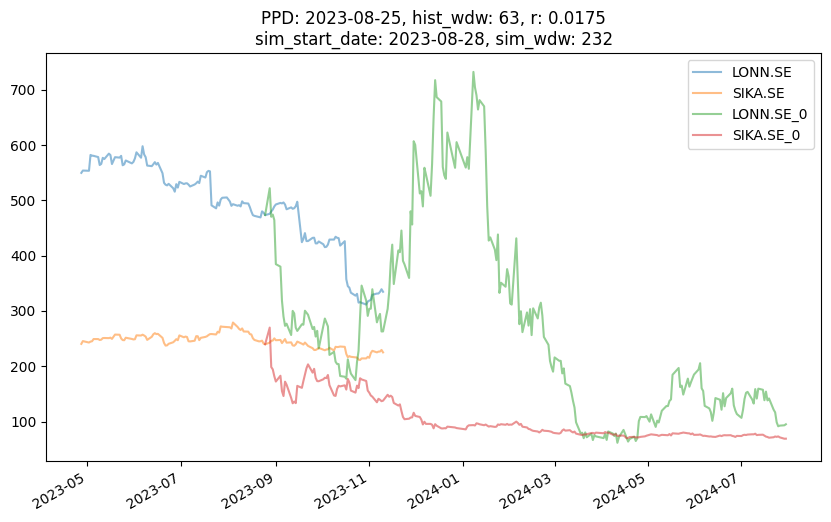 PPD: 2023-08-25, hist_wdw: 63, r: 0.0175
sim_start_date: 2023-08-28, sim_wdw: 232
LONN.SE
SIKA.SE
LONN.SE_0
SIKA.SE_0
700
600
500
400
300
200
100
2023-05
2023-07
2023-09
2023-11
2024-01
2024-03
2024-05
2024-07